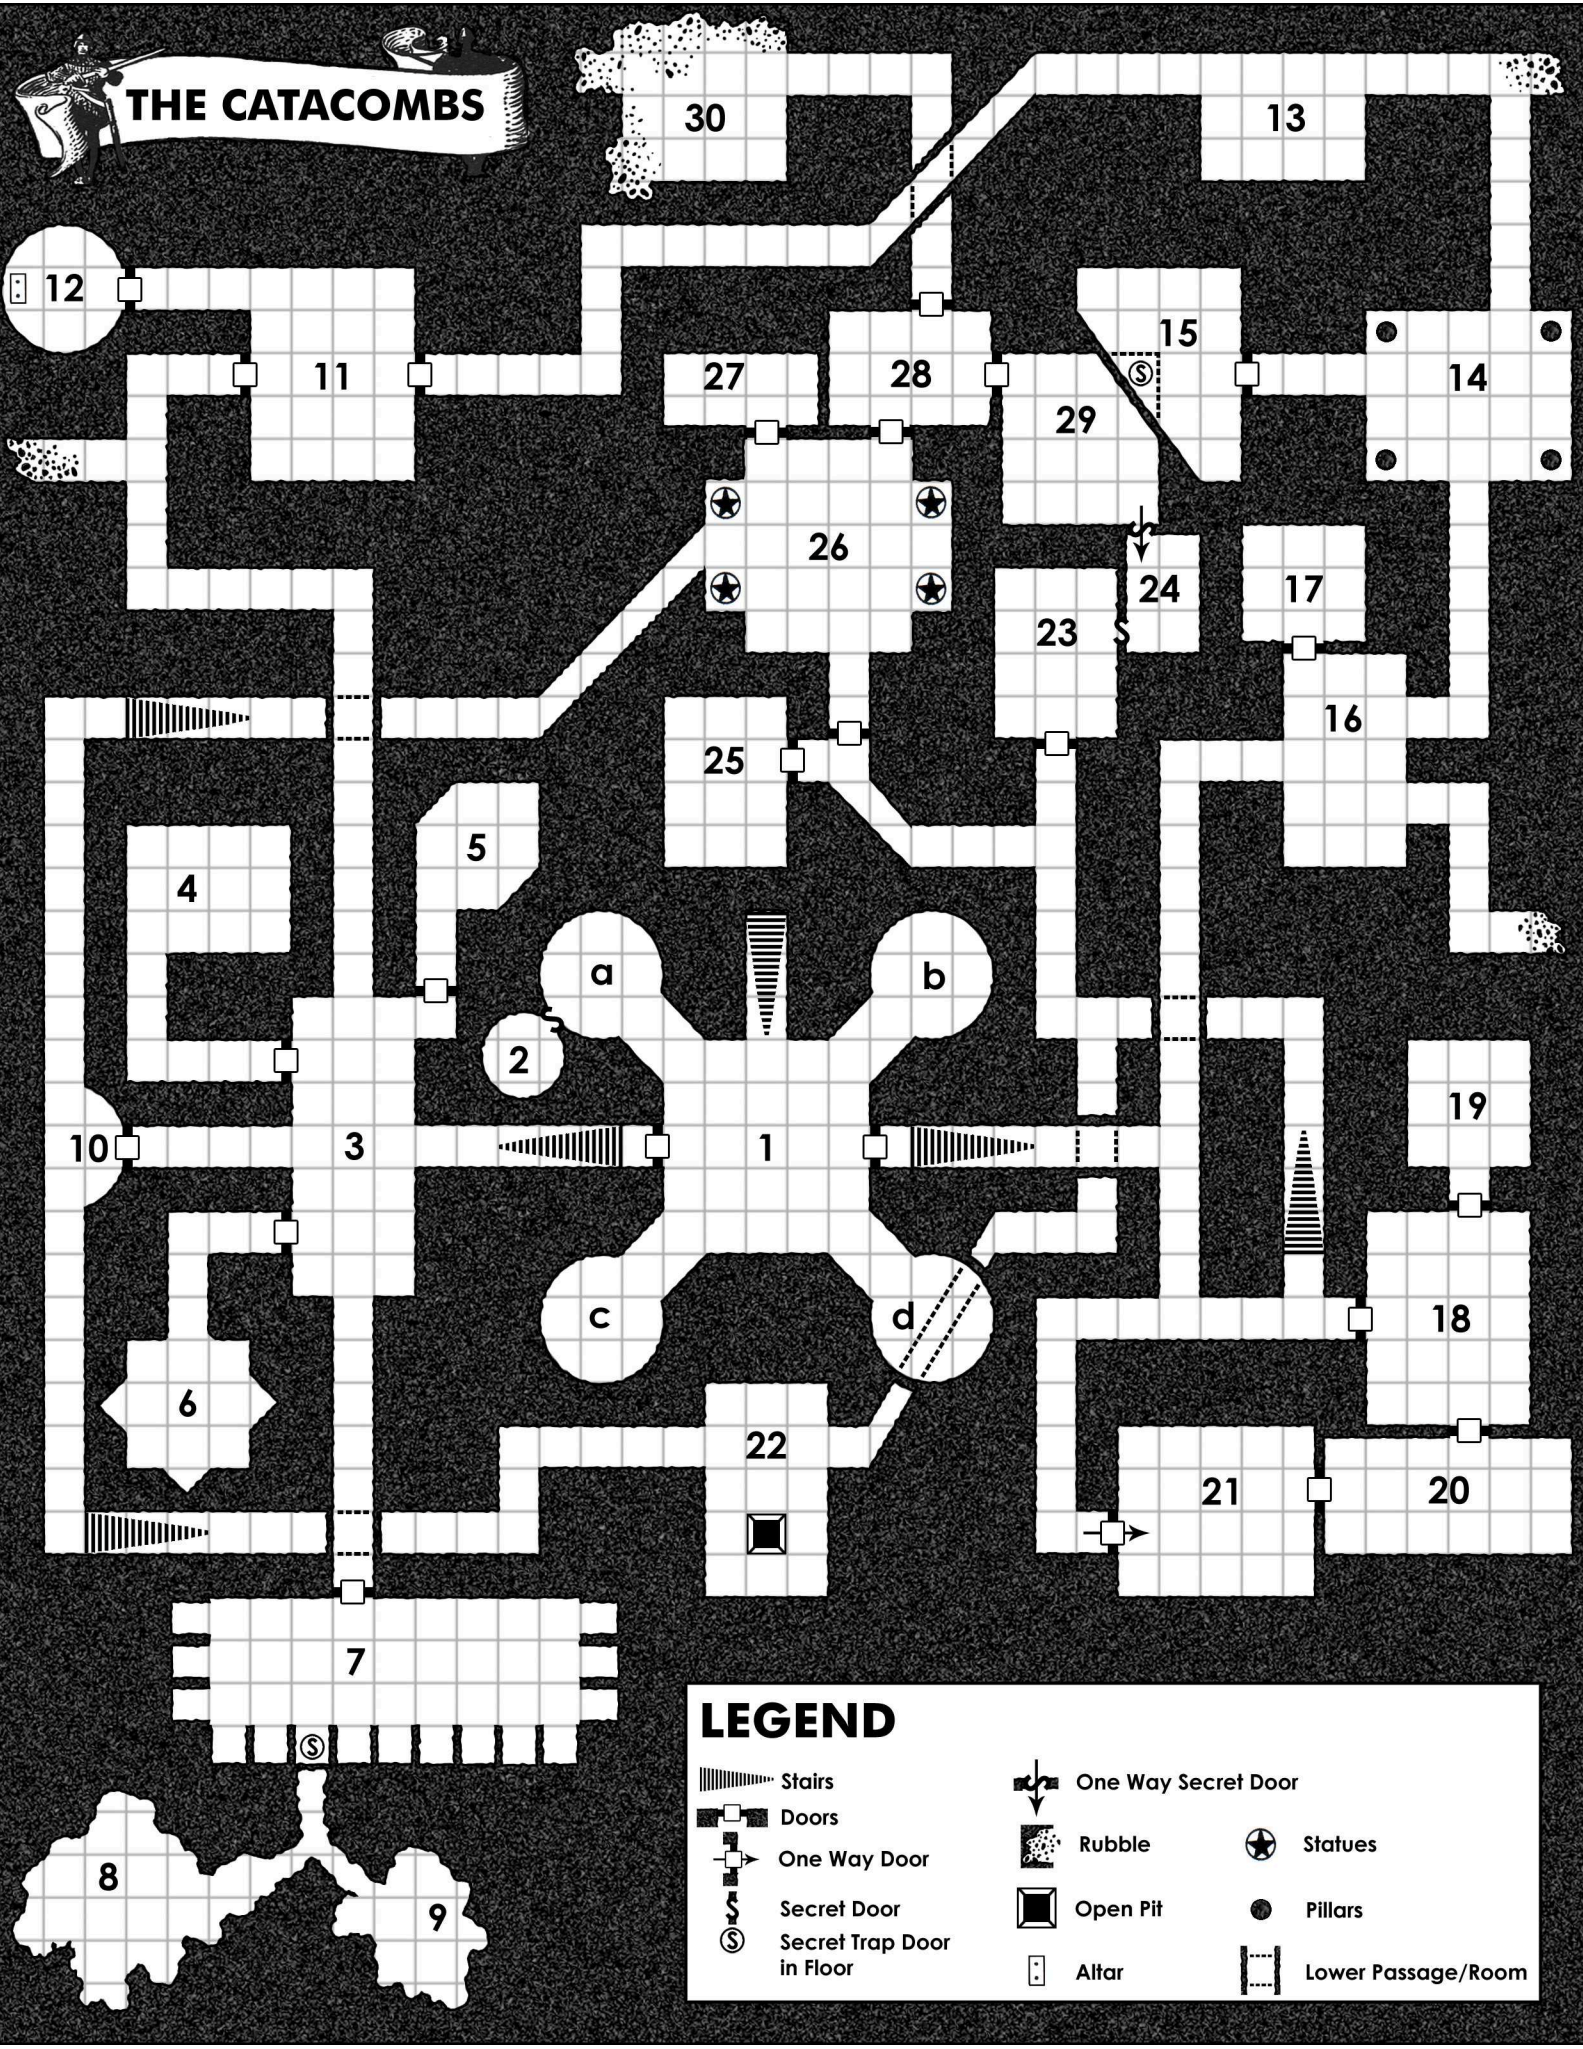 THE CATACOMBS
30
13
12
15
11
27
28
14
29
26
24
17
23
16
25
5
4
a
b
2
19
10
3
1
c
d
18
6
22
21
20
7
S
S
S
S
S
S
8
9
LEGEND
Stairs
One Way Secret Door
Doors
Rubble
Statues
One Way Door
S
Secret Door
Open Pit
Pillars
S
Secret Trap Door
in Floor
Altar
Lower Passage/Room